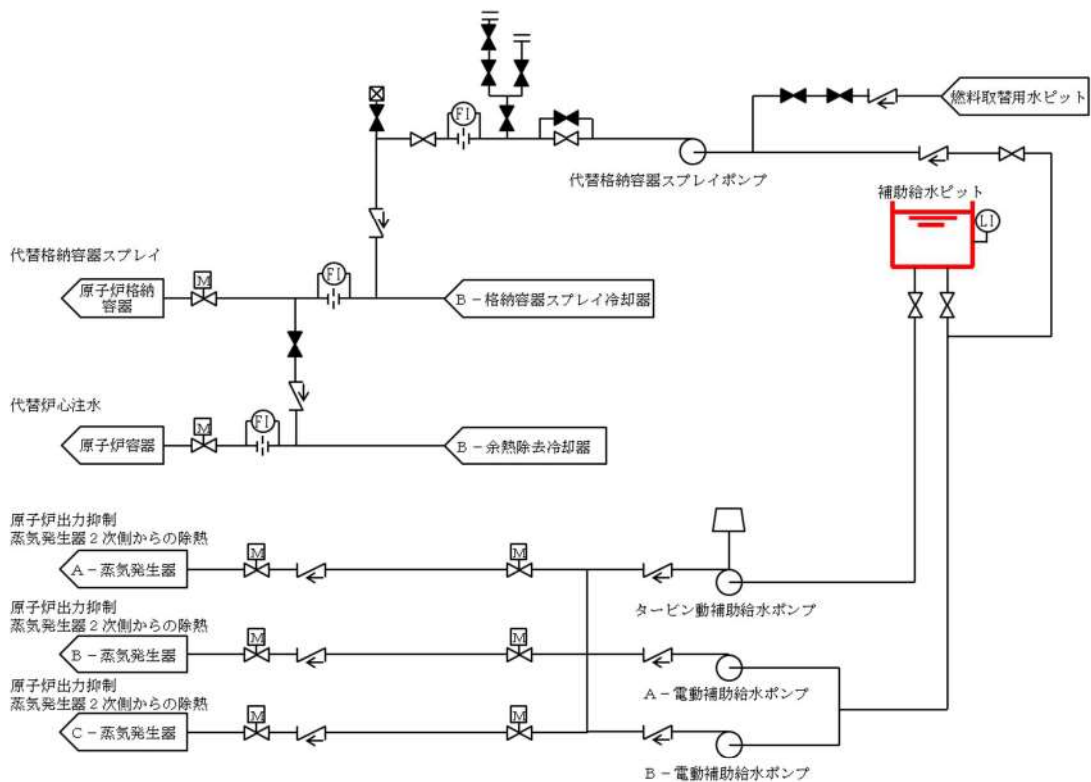 FI
燃料取替用水ピット
代替格納容器スプレイポンプ
補助給水ピット
LI
代替格納容器スプレイ
M
FI
原子炉格納
容器
B－格納容器スプレイ冷却器
代替炉心注水
M
FI
原子炉容器
B－余熱除去冷却器
原子炉出力抑制
蒸気発生器２次側からの除熱
M
M
A－蒸気発生器
タービン動補助給水ポンプ
原子炉出力抑制
蒸気発生器２次側からの除熱
M
M
B－蒸気発生器
A－電動補助給水ポンプ
原子炉出力抑制
蒸気発生器２次側からの除熱
M
M
C－蒸気発生器
B－電動補助給水ポンプ